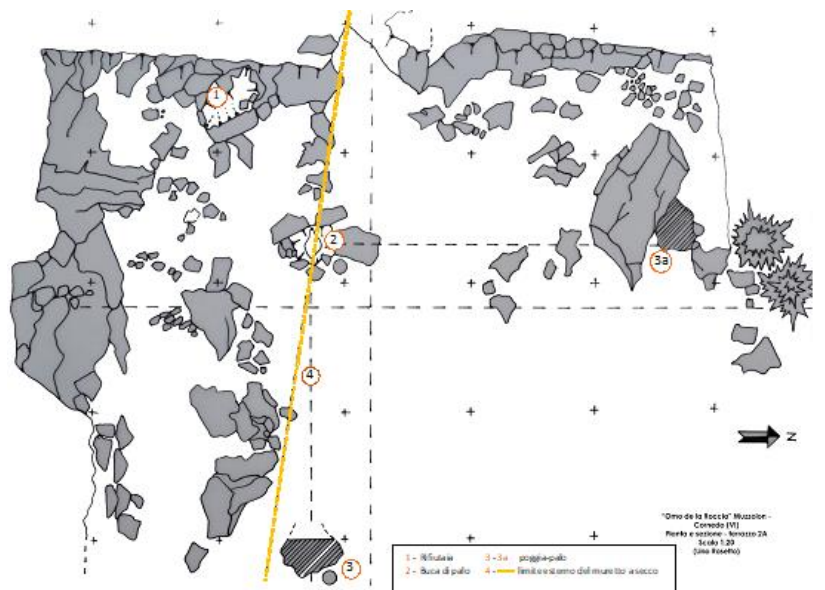 1
2
3a
4
N
3
"Omo de la Roccia" Muzzolon -
Cornedo (VI)
Pianta e sezione - terrazzo 2A
Scala 1:20
(Lino Rosetto)
1 - Rifiutaia 3 - 3a poggia-palo
2 - Buca di palo 4 - limite esterno del muretto a secco